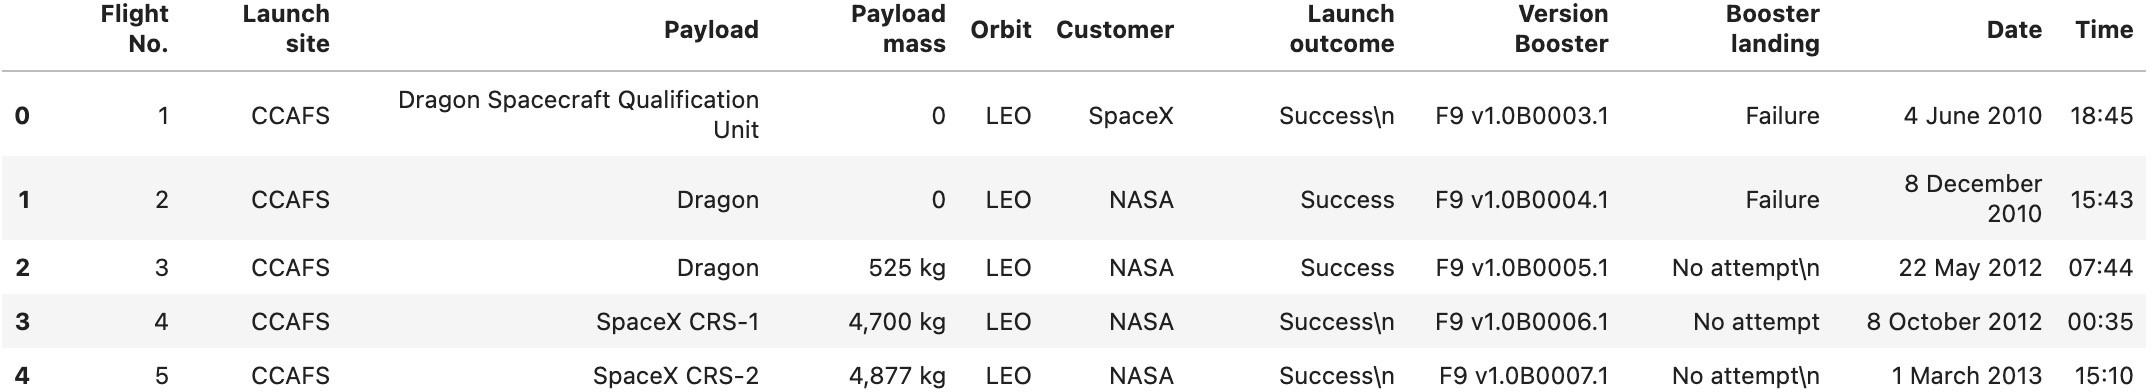 Flight No. Launch site Payload Payload mass Orbit Customer Launch outcome Version Booster Booster landing Date Time
0 1 CCAFS Dragon Spacecraft Qualification Unit 0 LEO SpaceX Success\n F9 v1.0B0003.1 Failure 4 June 2010 18:45
1 2 CCAFS Dragon 0 LEO NASA Success F9 v1.0B0004.1 Failure 8 December 2010 15:43
2 3 CCAFS Dragon 525 kg LEO NASA Success F9 v1.0B0005.1 No attempt\n 22 May 2012 07:44
3 4 CCAFS SpaceX CRS-1 4,700 kg LEO NASA Success\n F9 v1.0B0006.1 No attempt 8 October 2012 00:35
4 5 CCAFS SpaceX CRS-2 4,877 kg LEO NASA Success\n F9 v1.0B0007.1 No attempt\n 1 March 2013 15:10